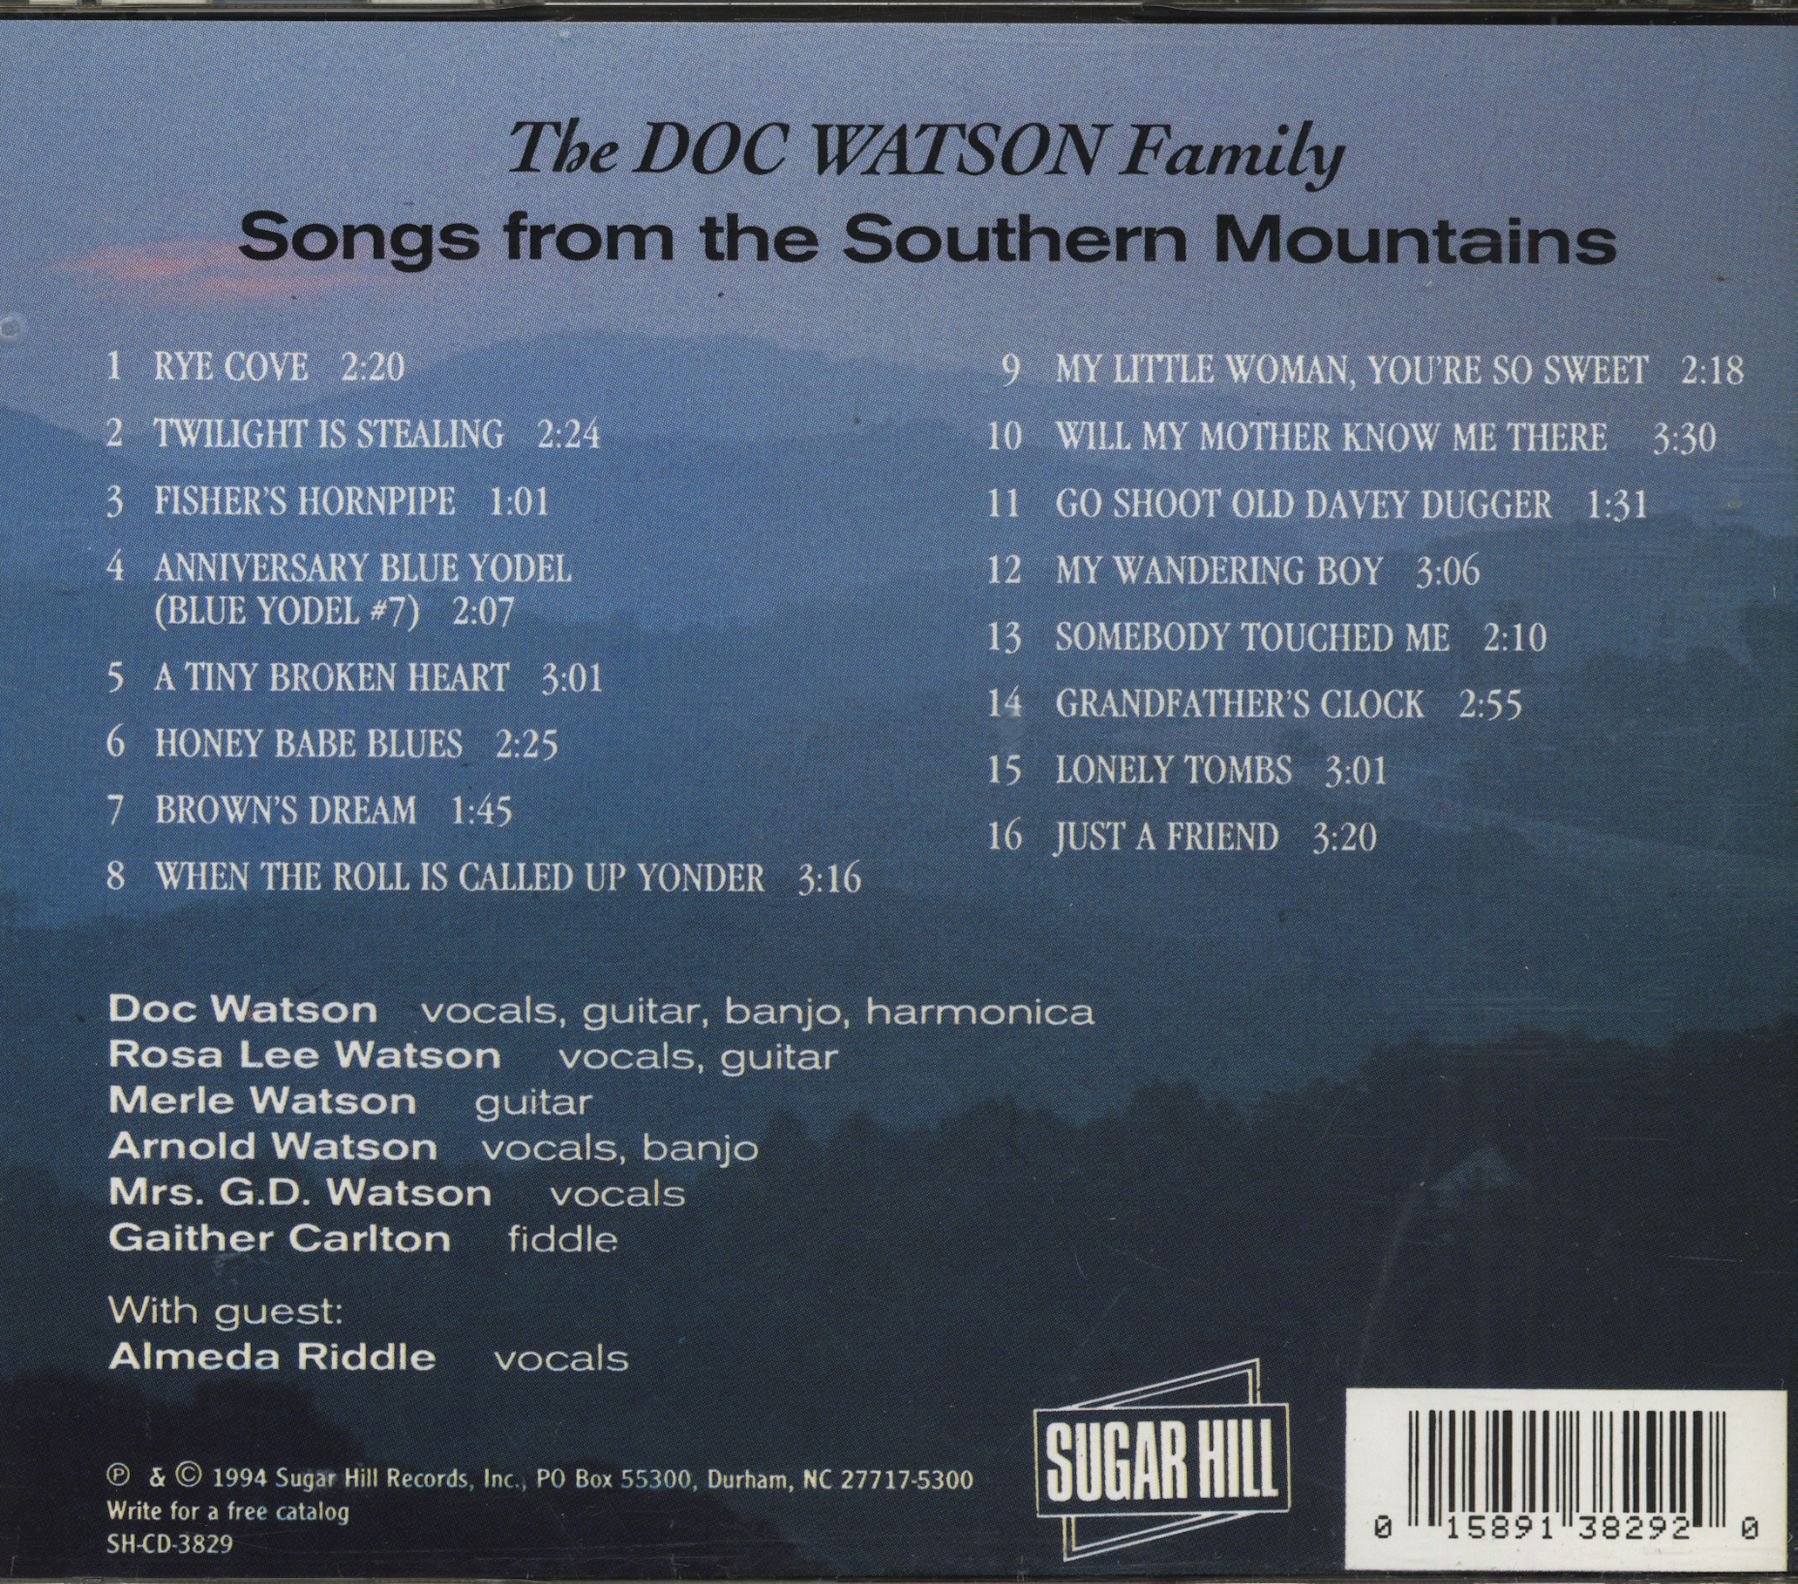 The DOC WATSON Family
Songs from the Southern Mountains
1 RYE COVE 2:20
2 TWILIGHT IS STEALING 2:24
3 FISHER'S HORNPIPE 1:01
4 ANNIVERSARY BLUE YODEL
(BLUE YODEL #7) 2:07
5 A TINY BROKEN HEART 3:01
6 HONEY BABE BLUES 2:25
7 BROWN'S DREAM 1:45
8 WHEN THE ROLL IS CALLED UP YONDER 3:16
9 MY LITTLE WOMAN, YOU'RE SO SWEET 2:18
10 WILL MY MOTHER KNOW ME THERE 3:30
11 GO SHOOT OLD DAVEY DUGGER 1:31
12 MY WANDERING BOY 3:06
13 SOMEBODY TOUCHED ME 2:10
14 GRANDFATHER'S CLOCK 2:55
15 LONELY TOMBS 3:01
16 JUST A FRIEND 3:20
Doc Watson vocals, guitar, banjo, harmonica
Rosa Lee Watson vocals, guitar
Merle Watson guitar
Arnold Watson vocals, banjo
Mrs. G.D. Watson vocals
Gaither Carlton fiddle
With guest:
Almeda Riddle vocals
℗ & © 1994 Sugar Hill Records, Inc., PO Box 55300, Durham, NC 27717-5300
Write for a free catalog
SH-CD-3829
SUGAR HILL
0 15891 38292 0